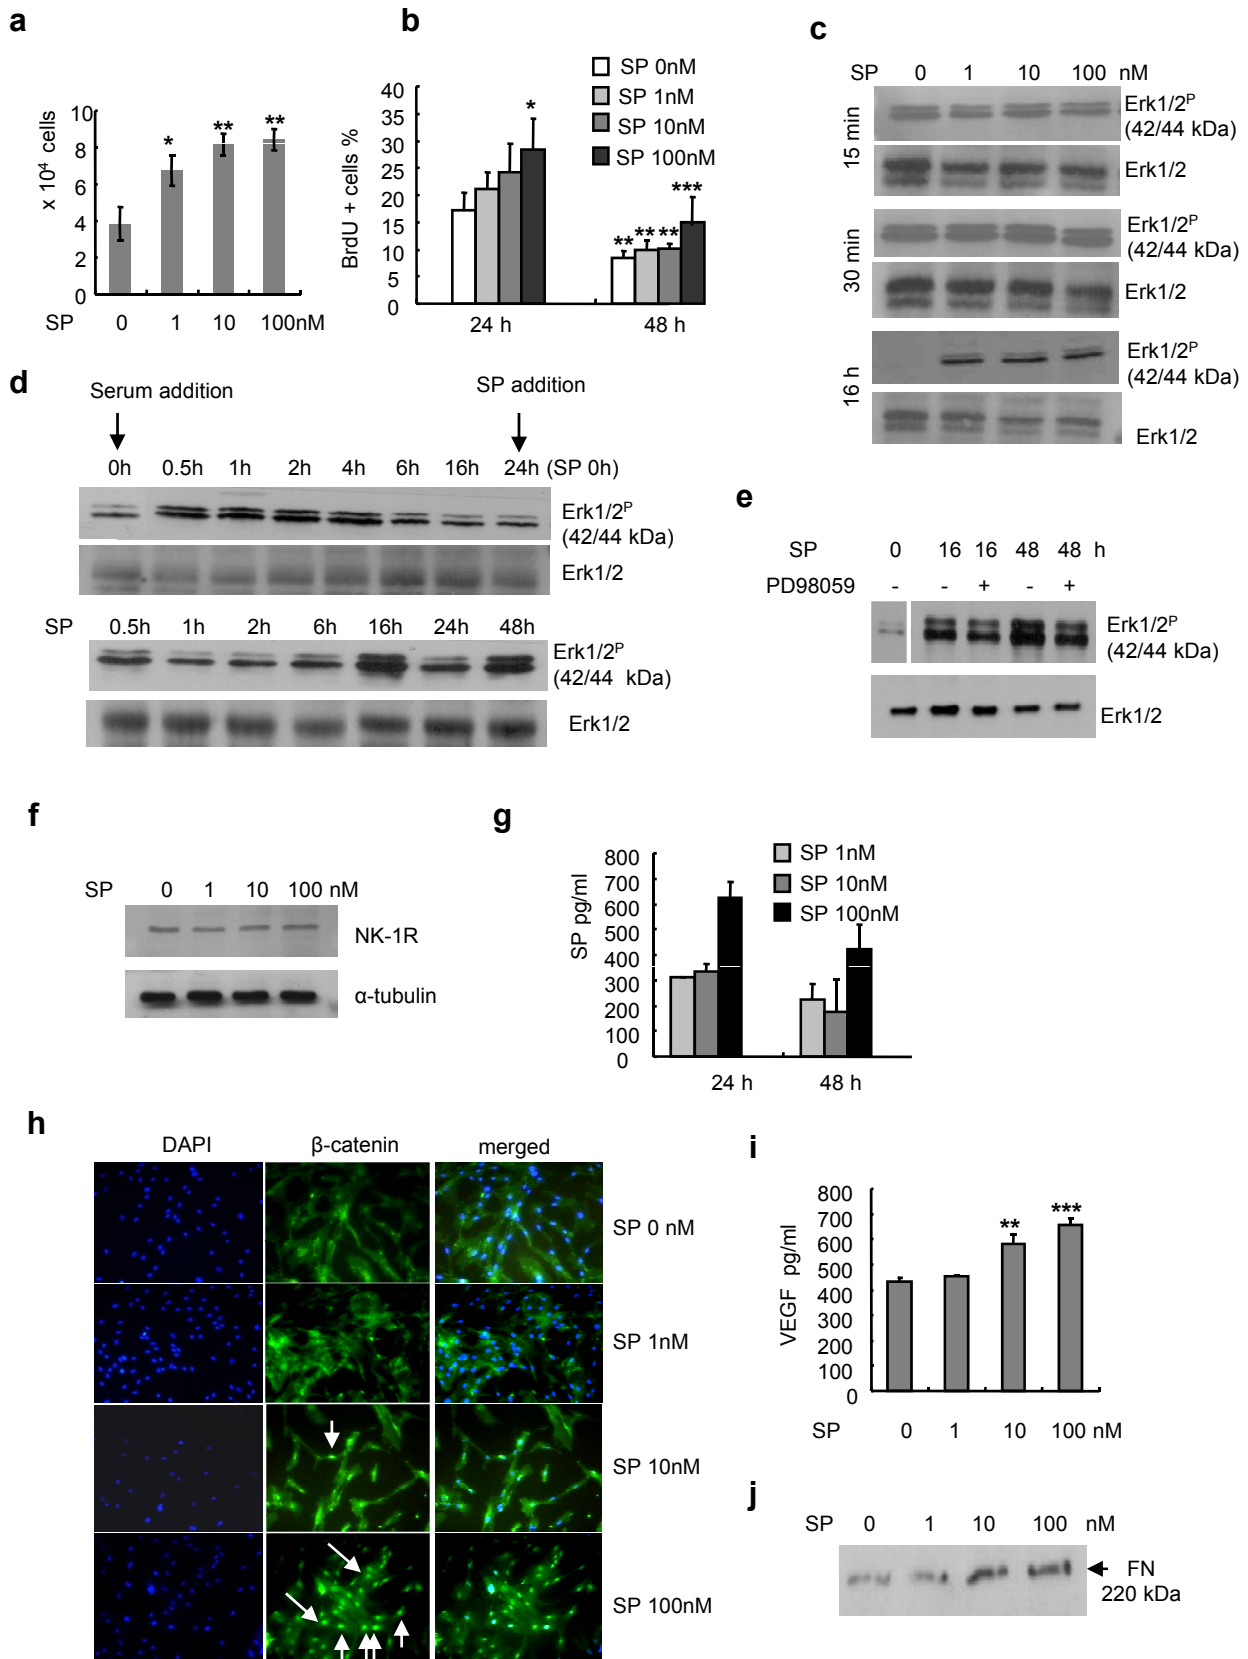 a
x 10⁴ cells
10
8
6
4
2
0
* ** **
SP 0 1 10 100nM
b
BrdU + cells %
40
35
30
25
20
15
10
5
0
*
** ** ** ***
24 h 48 h
SP 0nM
SP 1nM
SP 10nM
SP 100nM
c
SP 0 1 10 100 nM
15 min
Erk1/2ᴾ
(42/44 kDa)
Erk1/2
30 min
Erk1/2ᴾ
(42/44 kDa)
Erk1/2
16 h
Erk1/2ᴾ
(42/44 kDa)
Erk1/2
d
Serum addition SP addition
0h 0.5h 1h 2h 4h 6h 16h 24h (SP 0h)
Erk1/2ᴾ
(42/44 kDa)
Erk1/2
SP 0.5h 1h 2h 6h 16h 24h 48h
Erk1/2ᴾ
(42/44 kDa)
Erk1/2
e
SP 0 16 16 48 48 h
PD98059 - - + - +
Erk1/2ᴾ
(42/44 kDa)
Erk1/2
f
SP 0 1 10 100 nM
NK-1R
α-tubulin
g
SP pg/ml
800
700
600
500
400
300
200
100
0
24 h 48 h
SP 1nM
SP 10nM
SP 100nM
h
DAPI β-catenin merged
SP 0 nM
SP 1nM
SP 10nM
SP 100nM
i
VEGF pg/ml
800
700
600
500
400
300
200
100
0
** ***
SP 0 1 10 100 nM
j
SP 0 1 10 100 nM
FN
220 kDa